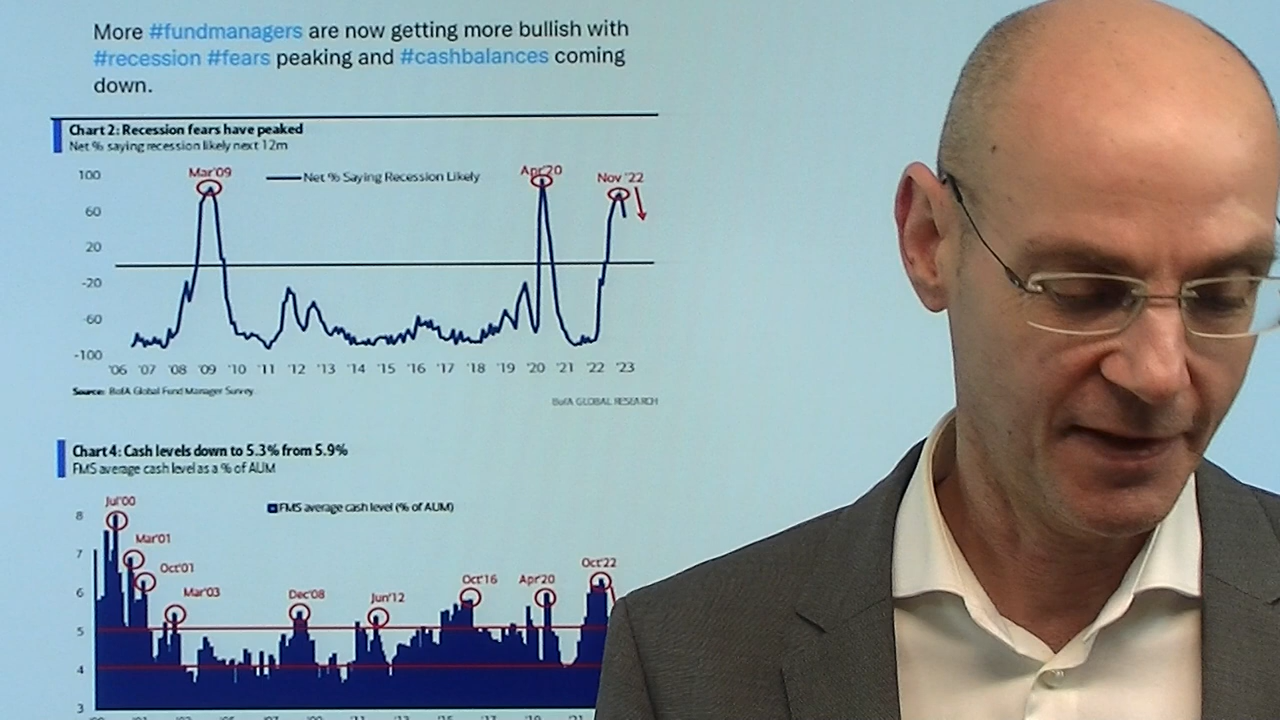 More #fundmanagers are now getting more bullish with
#recession #fears peaking and #cashbalances coming
down.
Chart 2: Recession fears have peaked
Net % saying recession likely next 12m
Mar'09
Net % Saying Recession Likely
Apr'20
Nov '22
100
60
20
-20
-60
-100
'06 '07 '08 '09 '10 '11 '12 '13 '14 '15 '16 '17 '18 '19 '20 '21 '22 '23
Source: BofA Global Fund Manager Survey.
BofA GLOBAL RESEARCH
Chart 4: Cash levels down to 5.3% from 5.9%
FMS average cash level as a % of AUM
Jul'00
FMS average cash level (% of AUM)
Mar'01
Oct'01
Mar'03
Dec'08
Jun'12
Oct'16
Apr'20
Oct'22
8
7
6
5
4
3